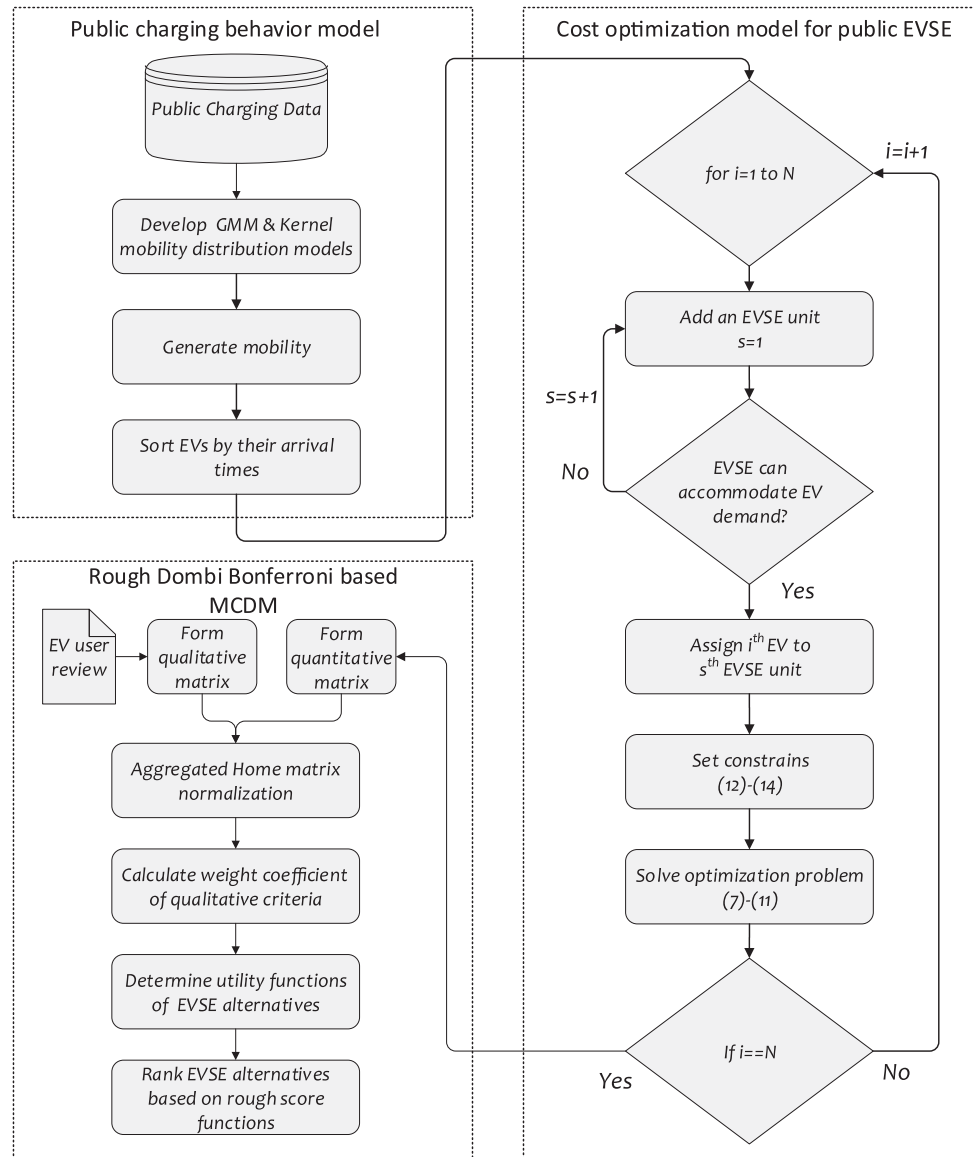 Public charging behavior model
Public Charging Data
Develop GMM & Kernel
mobility distribution models
Generate mobility
Sort EVs by their arrival
times
Cost optimization model for public EVSE
for i=1 to N
i=i+1
Add an EVSE unit
s=1
s=s+1
No
EVSE can
accommodate EV
demand?
Yes
Assign iᵗʰ EV to
sᵗʰ EVSE unit
Set constrains
(12)-(14)
Solve optimization problem
(7)-(11)
If i==N
Yes
No
Rough Dombi Bonferroni based
MCDM
EV user
review
Form
qualitative
matrix
Form
quantitative
matrix
Aggregated Home matrix
normalization
Calculate weight coefficient
of qualitative criteria
Determine utility functions
of EVSE alternatives
Rank EVSE alternatives
based on rough score
functions